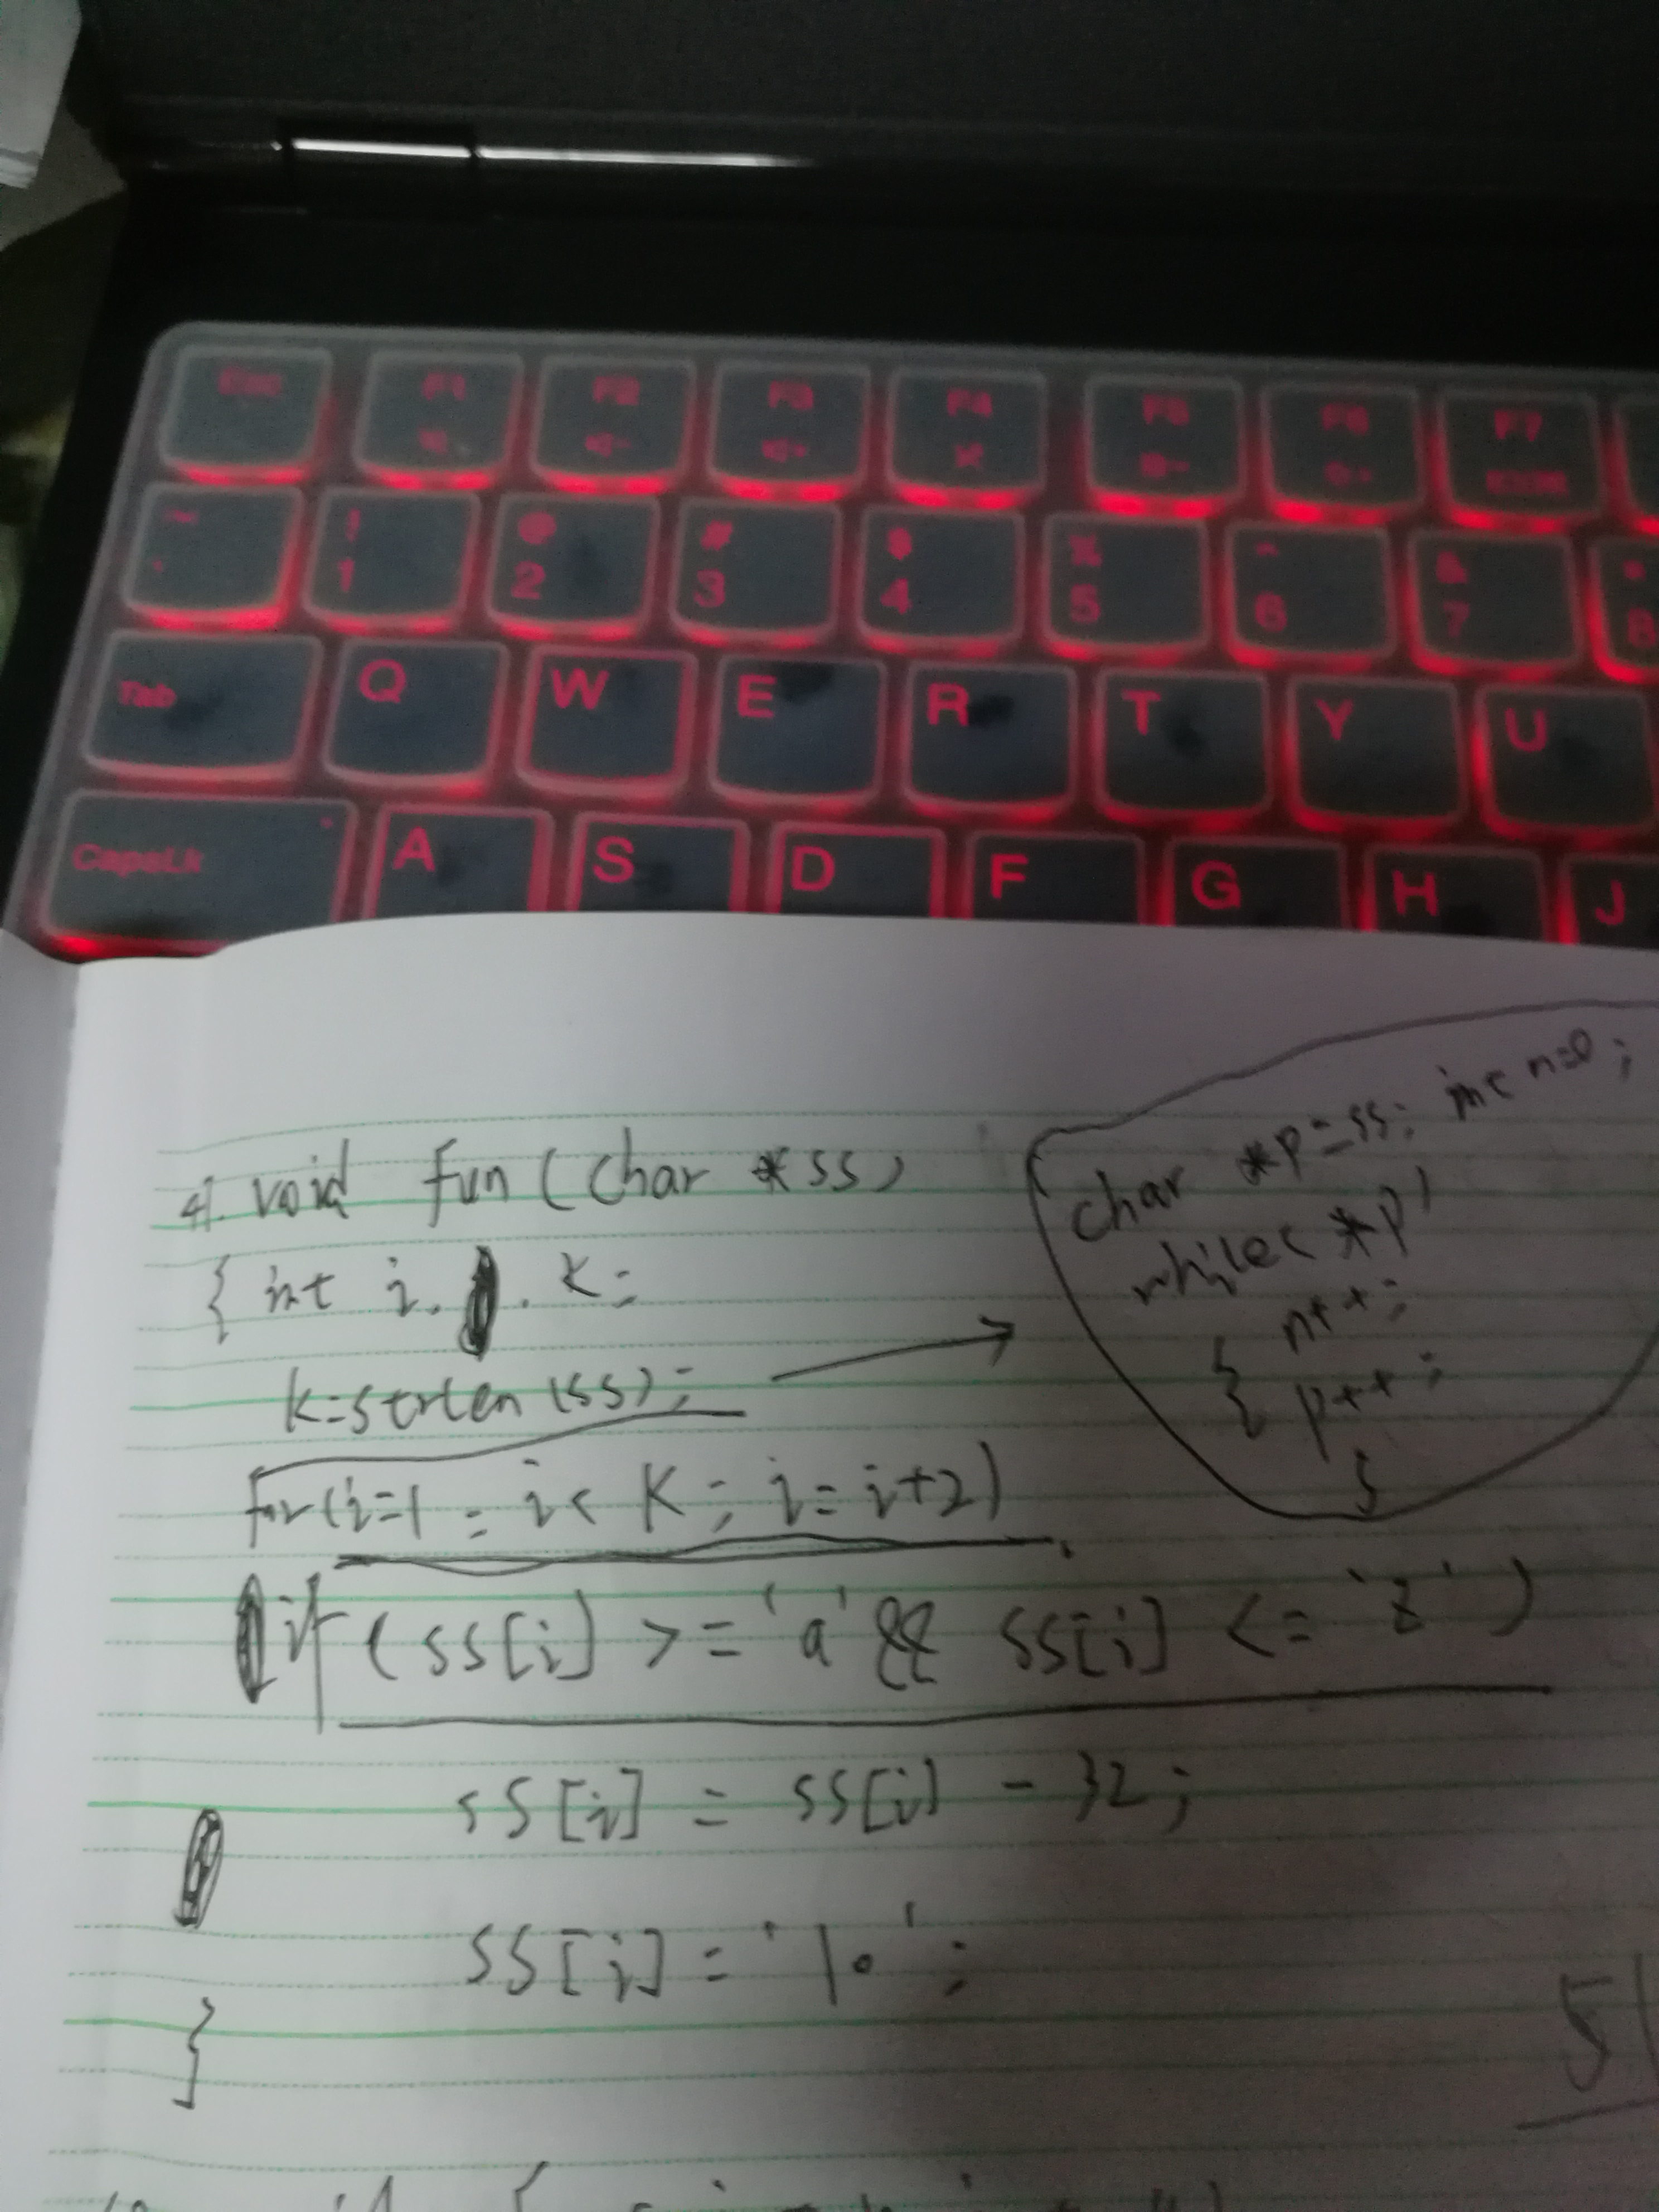 Esc F1 F2 F3 F4 F5 F6 F7
~ ! @ # $ % ^ & *
` 1 2 3 4 5 6 7 8
Tab Q W E R T Y U
CapsLk A S D F G H J
4. void fun (char *ss)
{ int i, , k;
k=strlen(ss);
for(i=1; i< k; i=i+2)
if (ss[i] >= 'a' && ss[i] <= 'z')
ss[i] = ss[i] - 32;
ss[i] = '\0';
}
char *p=ss; int n=0;
while( *p)
{ n++;
p++;
}
51